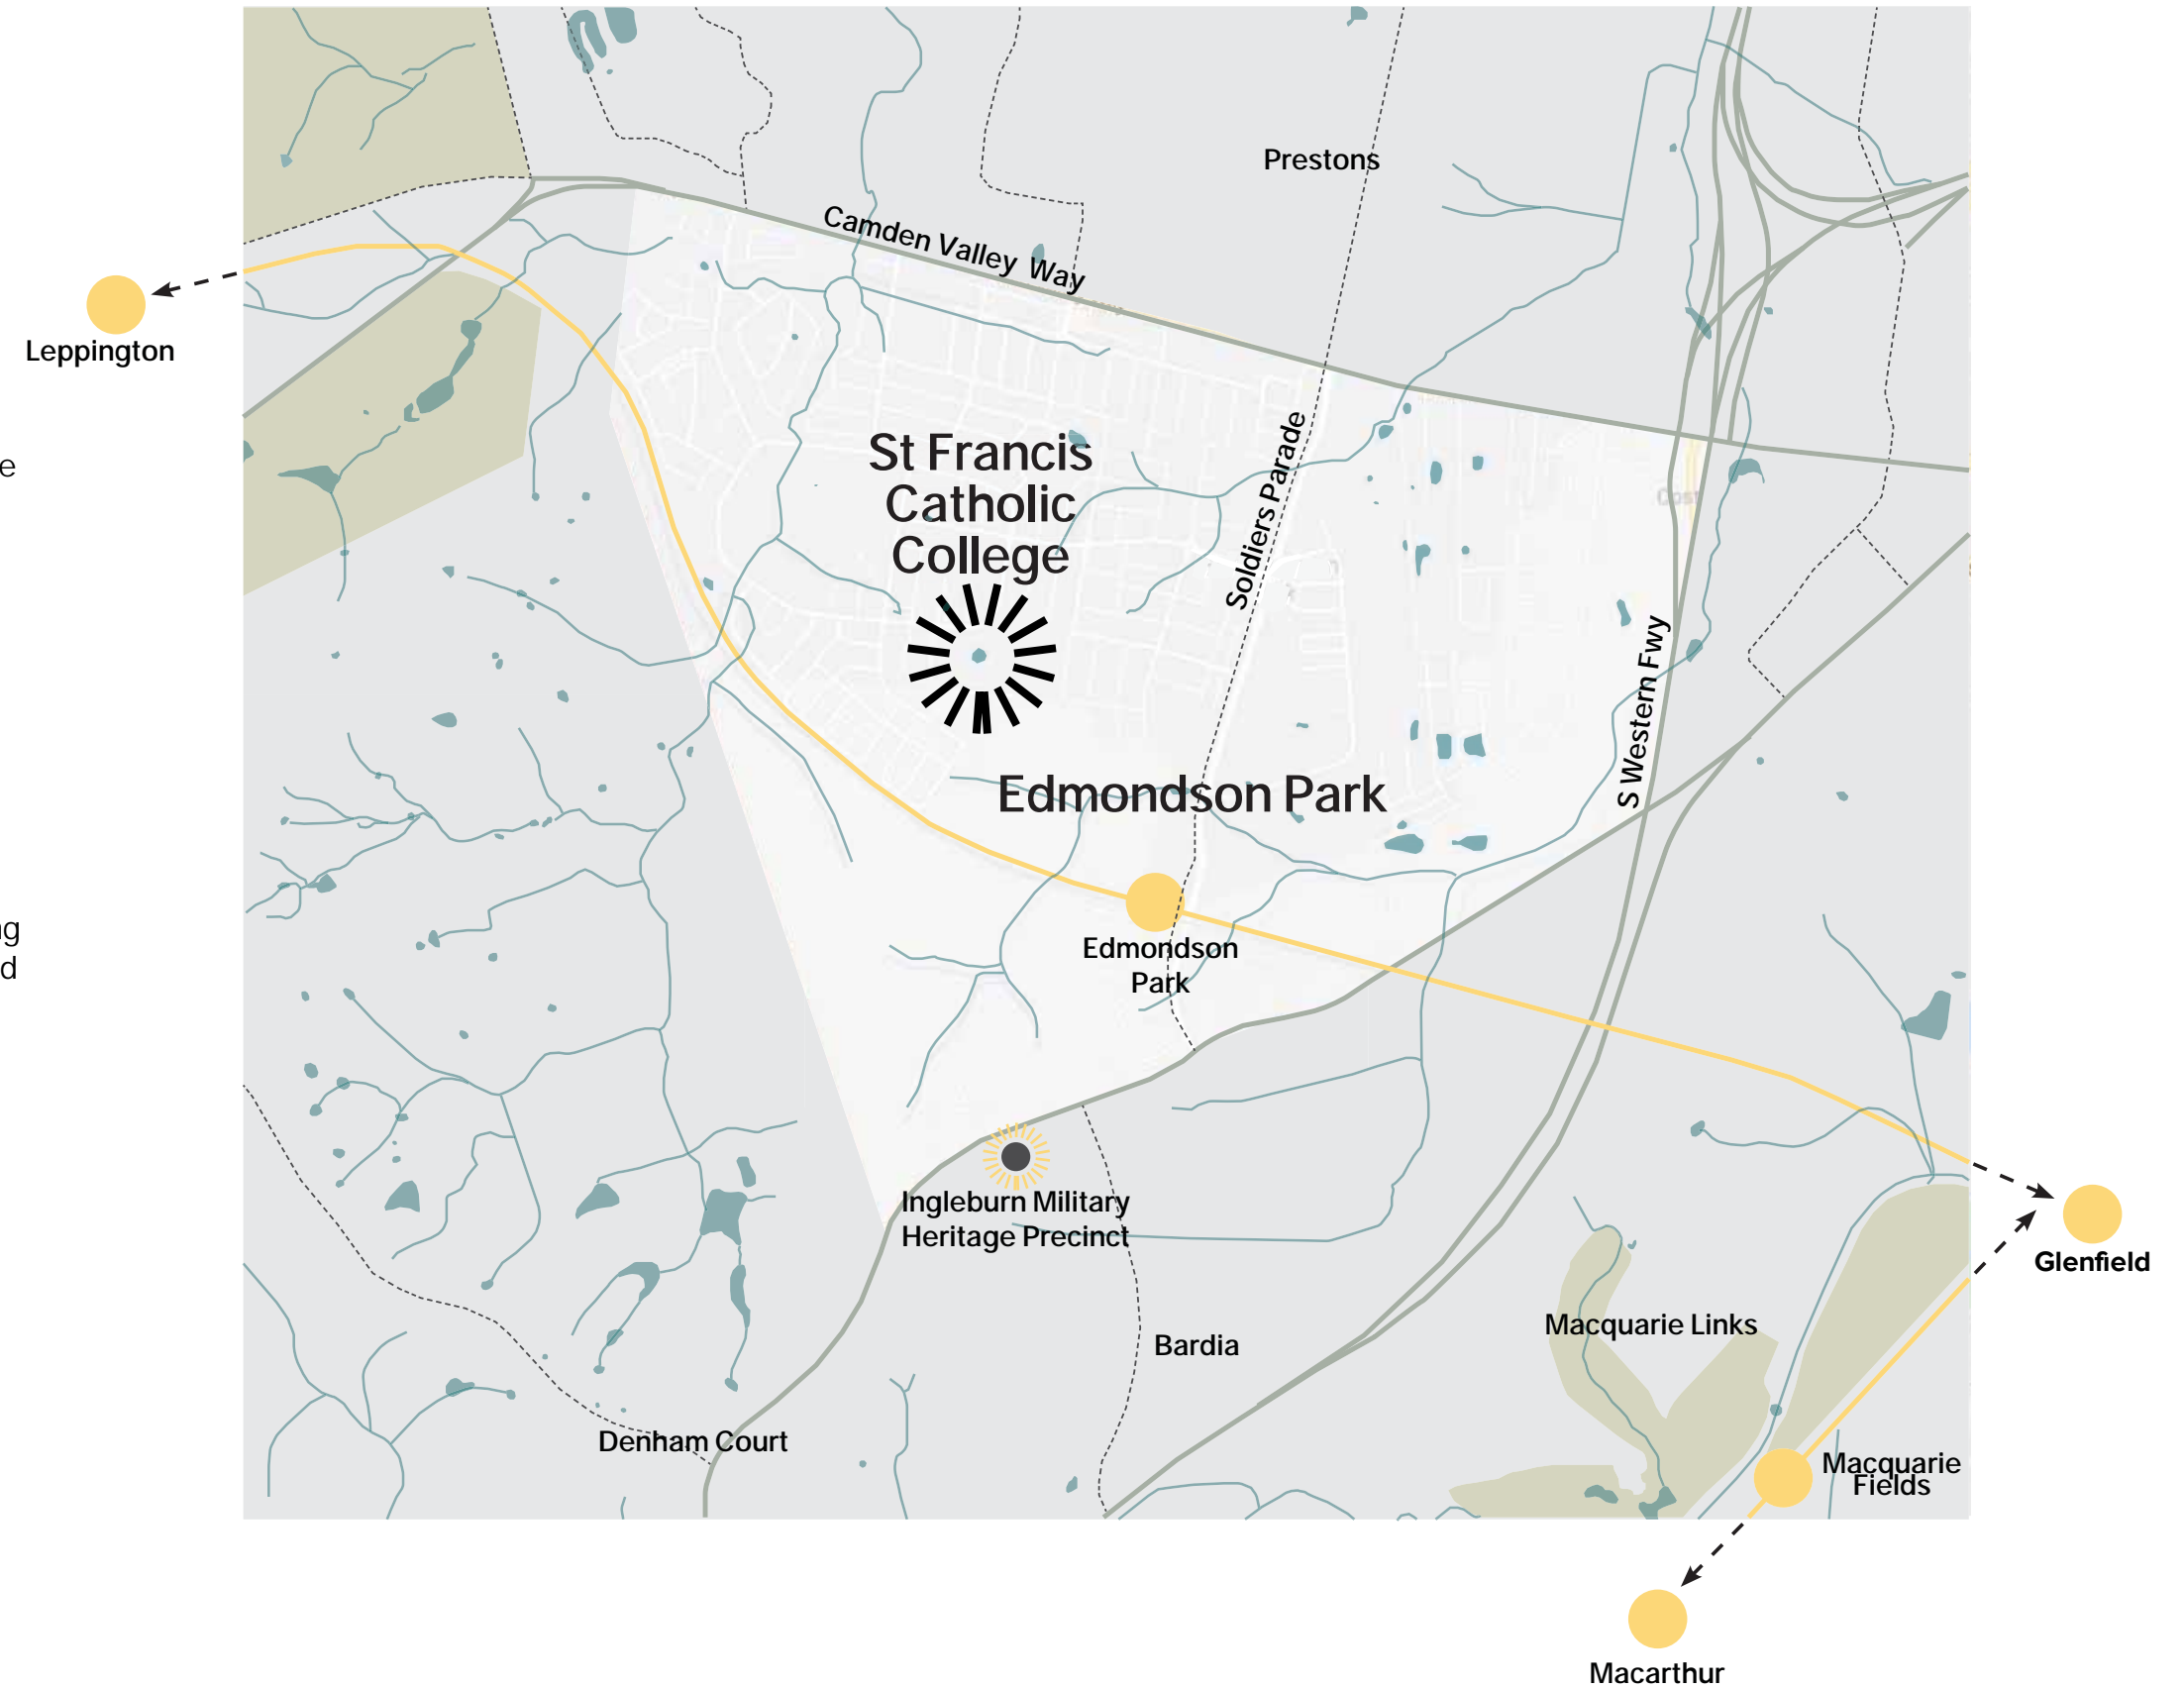 Prestons
Camden Valley Way
Leppington
St Francis
Catholic
College
Soldiers Parade
e
S Western Fwy
Edmondson Park
ng
d
Edmondson
Park
Ingleburn Military
Heritage Precinct
Glenfield
Macquarie Links
Bardia
Denham Court
Macquarie
Fields
Macarthur